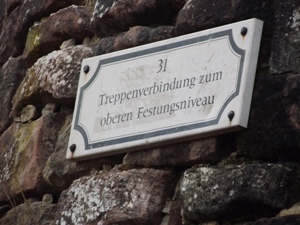 31
Treppenverbindung zum
oberen Festungsniveau